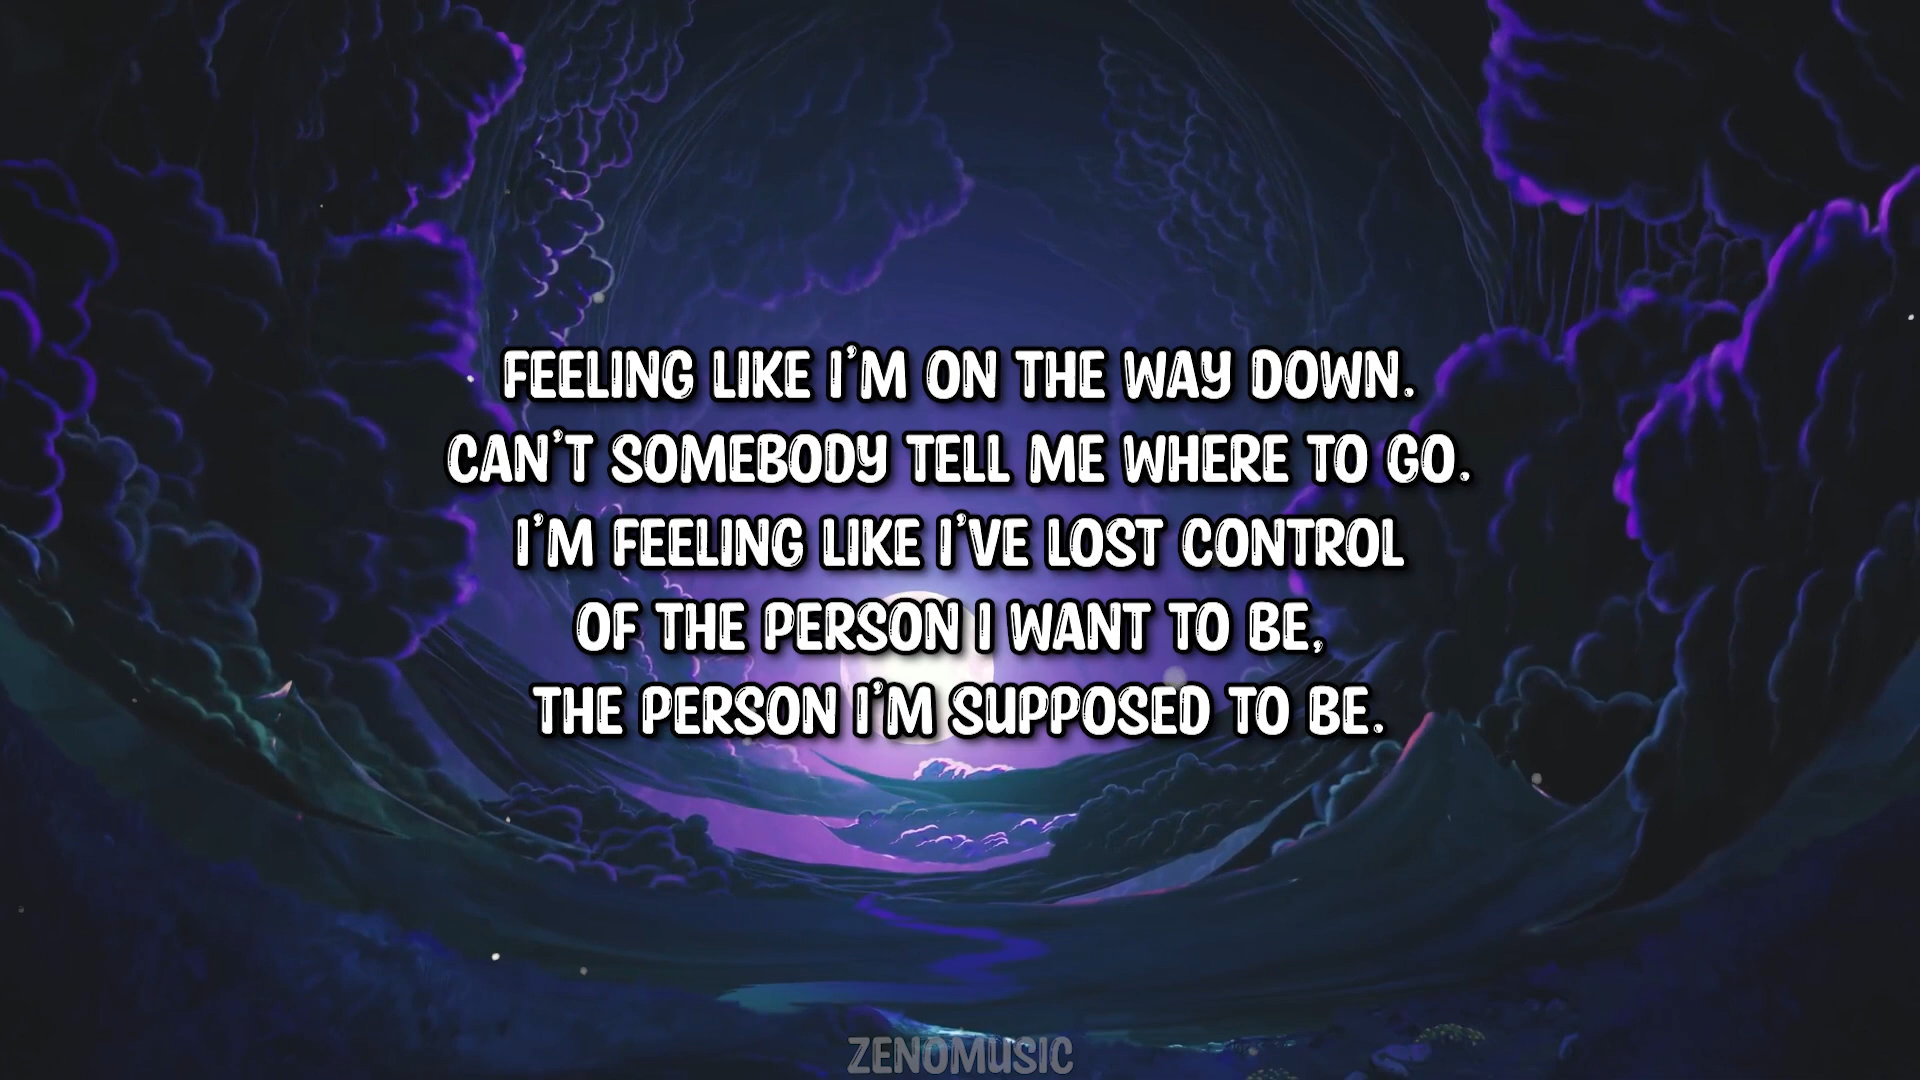 FEELING LIKE I'M ON THE WAY DOWN.
CAN'T SOMEBODY TELL ME WHERE TO GO.
I'M FEELING LIKE I'VE LOST CONTROL
OF THE PERSON I WANT TO BE,
THE PERSON I'M SUPPOSED TO BE.
ZENOMUSIC